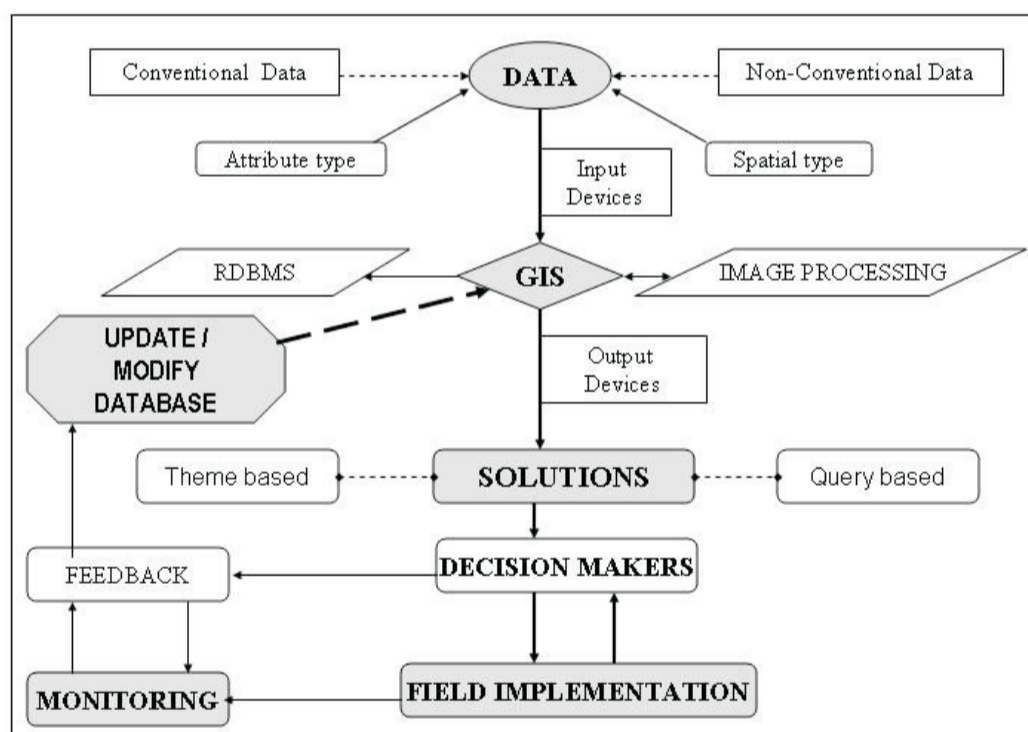 Conventional Data
DATA
Non-Conventional Data
Attribute type
Spatial type
Input
Devices
RDBMS
GIS
IMAGE PROCESSING
UPDATE /
MODIFY
DATABASE
Output
Devices
Theme based
SOLUTIONS
Query based
FEEDBACK
DECISION MAKERS
MONITORING
FIELD IMPLEMENTATION